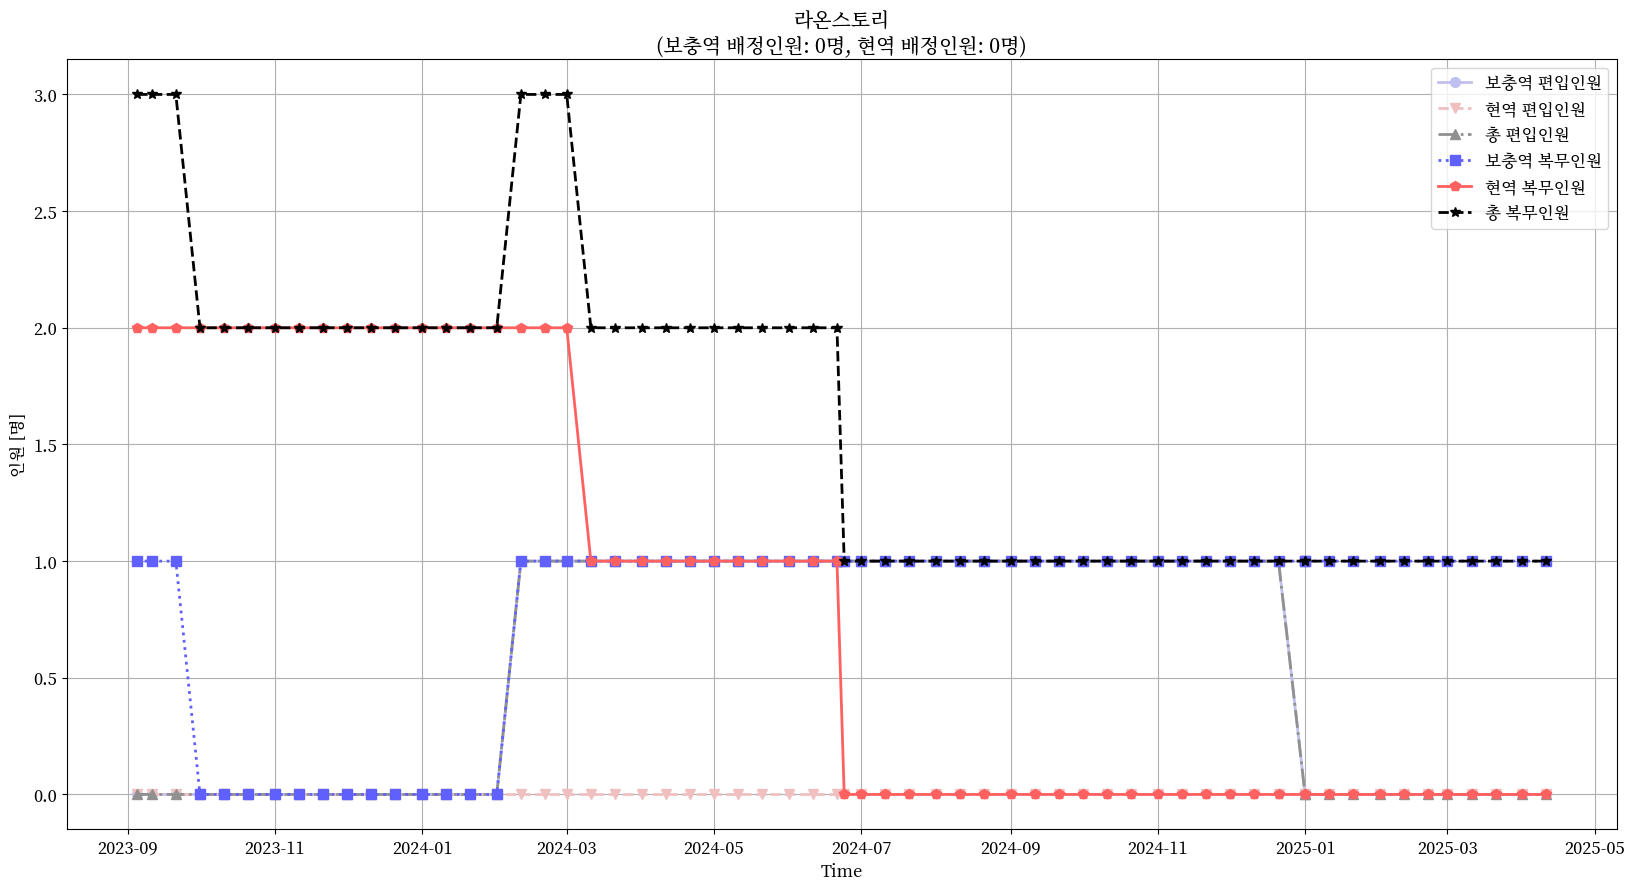 라온스토리
(보충역 배정인원: 0명, 현역 배정인원: 0명)
보충역 편입인원
현역 편입인원
총 편입인원
보충역 복무인원
현역 복무인원
총 복무인원
인원 [명]
3.0
2.5
2.0
1.5
1.0
0.5
0.0
2023-09 2023-11 2024-01 2024-03 2024-05 2024-07 2024-09 2024-11 2025-01 2025-03 2025-05
Time